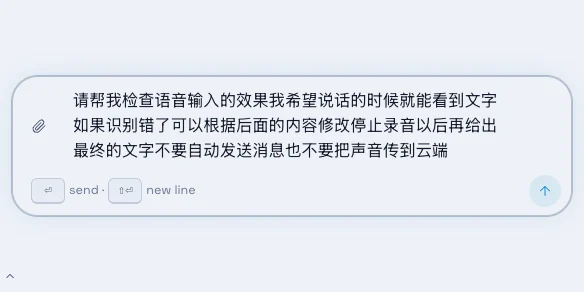 请帮我检查语音输入的效果我希望说话的时候就能看到文字
如果识别错了可以根据后面的内容修改停止录音以后再给出
最终的文字不要自动发送消息也不要把声音传到云端
⏎ send · ⇧⏎ new line